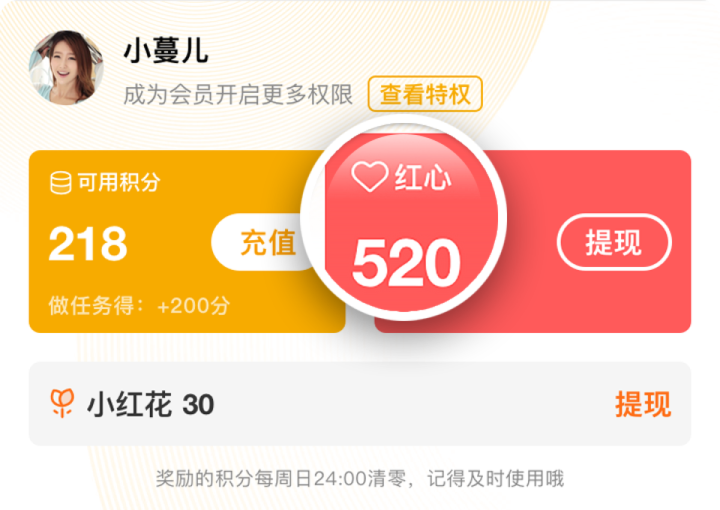 小蔓儿
成为会员开启更多权限 查看特权
可用积分
218 充值
做任务得：+200分
红心
520 提现
小红花 30 提现
奖励的积分每周日24:00清零，记得及时使用哦